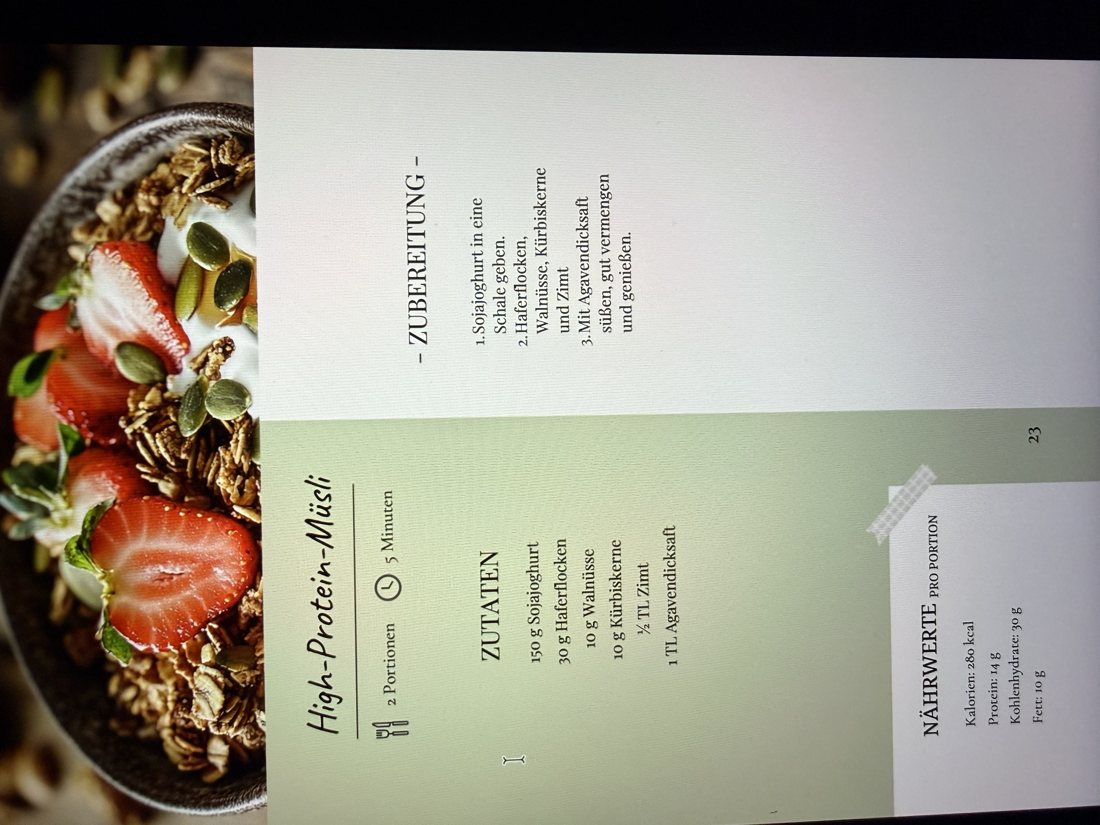 High-Protein-Müsli
2 Portionen 5 Minuten
ZUTATEN
150 g Sojajoghurt
30 g Haferflocken
10 g Walnüsse
10 g Kürbiskerne
½ TL Zimt
1 TL Agavendicksaft
NÄHRWERTE PRO PORTION
Kalorien: 280 kcal
Protein: 14 g
Kohlenhydrate: 30 g
Fett: 10 g
23
- ZUBEREITUNG -
1. Sojajoghurt in eine
Schale geben.
2. Haferflocken,
Walnüsse, Kürbiskerne
und Zimt
3. Mit Agavendicksaft
süßen, gut vermengen
und genießen.